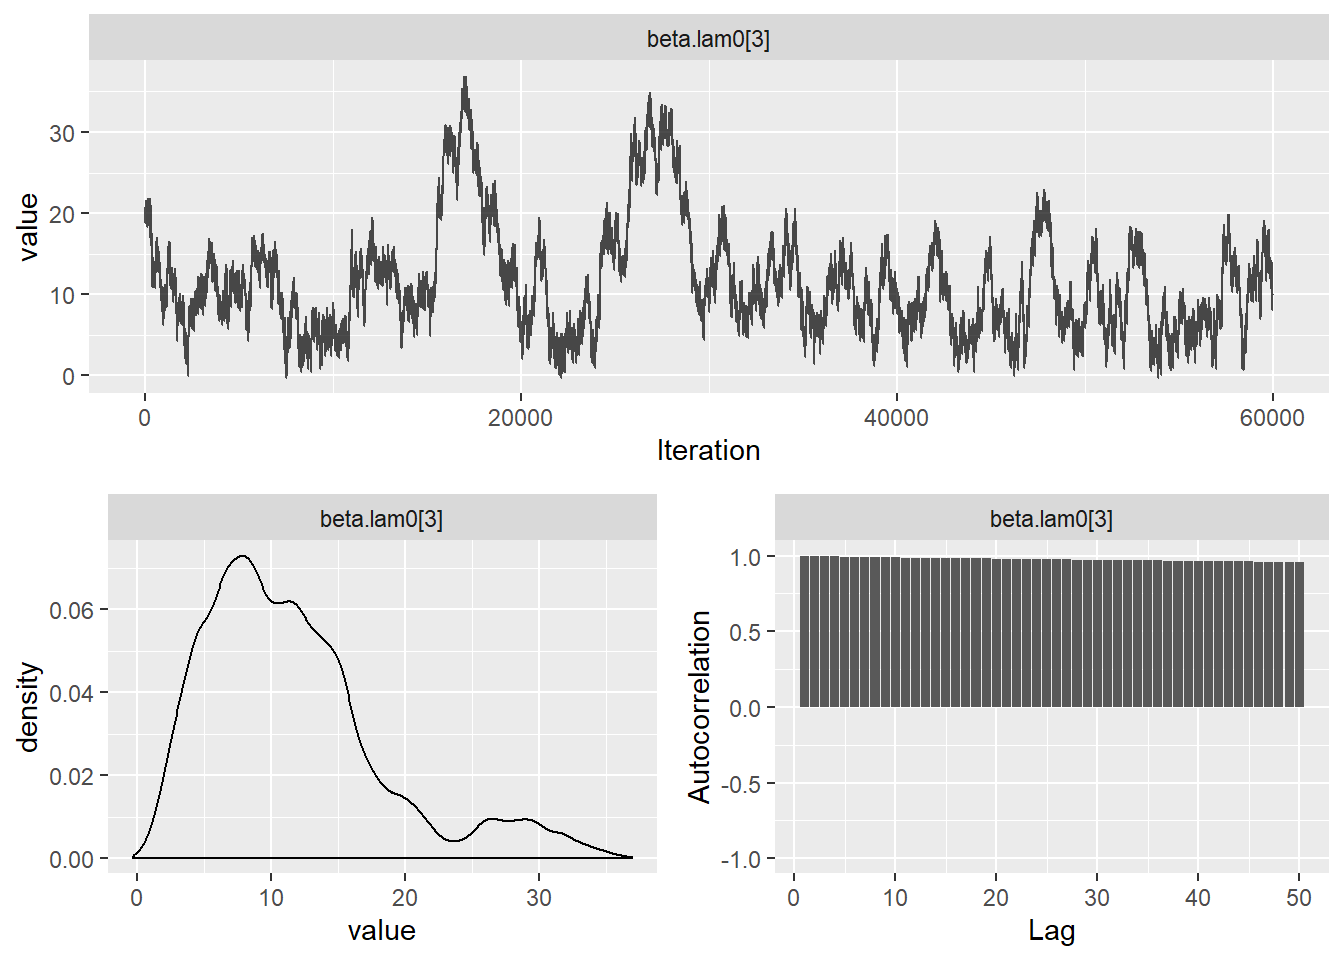 beta.lam0[3]
30
20
10
0
value
0 20000 40000 60000
Iteration
beta.lam0[3]
0.06
0.04
0.02
0.00
density
0 10 20 30
value
beta.lam0[3]
1.0
0.5
0.0
-0.5
-1.0
Autocorrelation
0 10 20 30 40 50
Lag